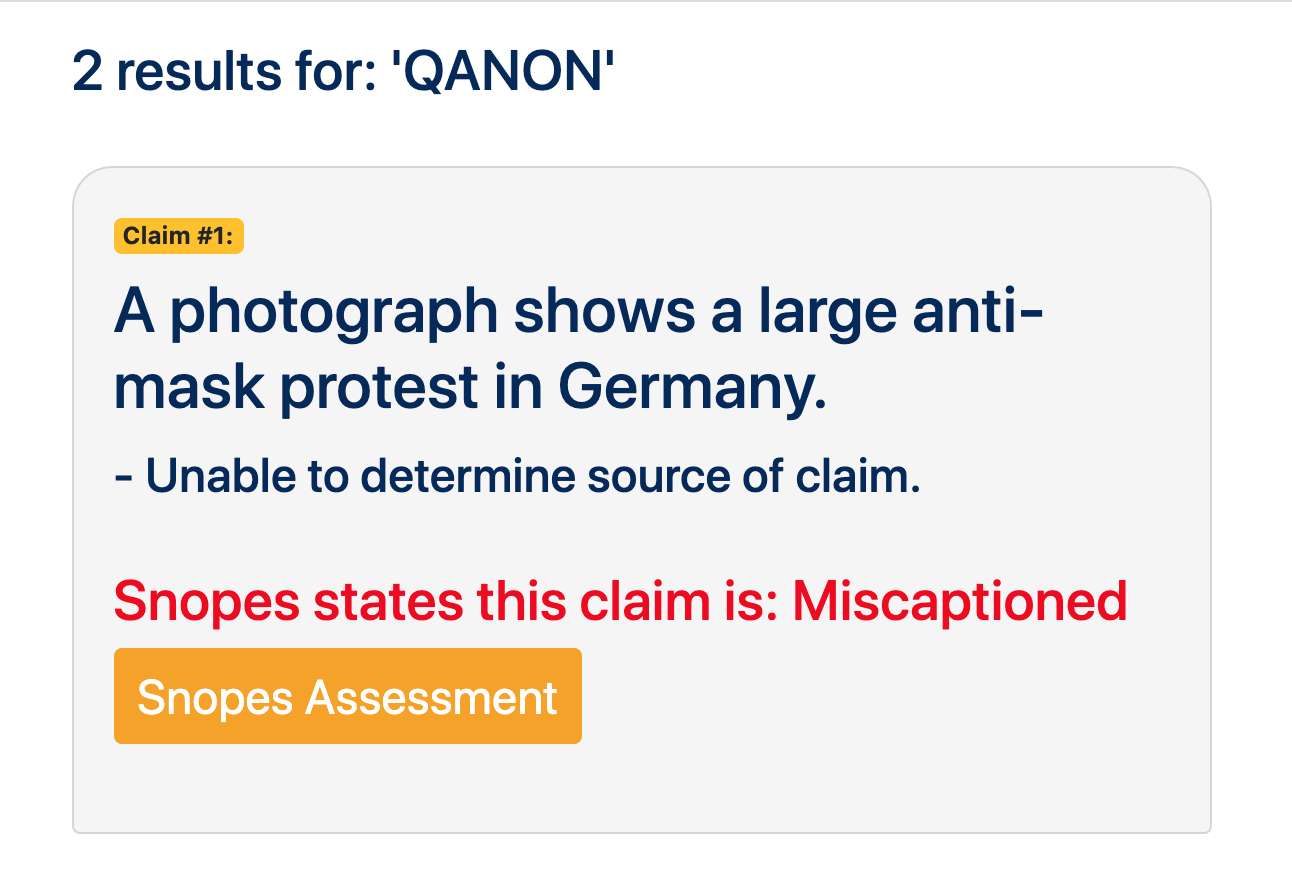 2 results for: 'QANON'
Claim #1:
A photograph shows a large anti-
mask protest in Germany.
- Unable to determine source of claim.
Snopes states this claim is: Miscaptioned
Snopes Assessment